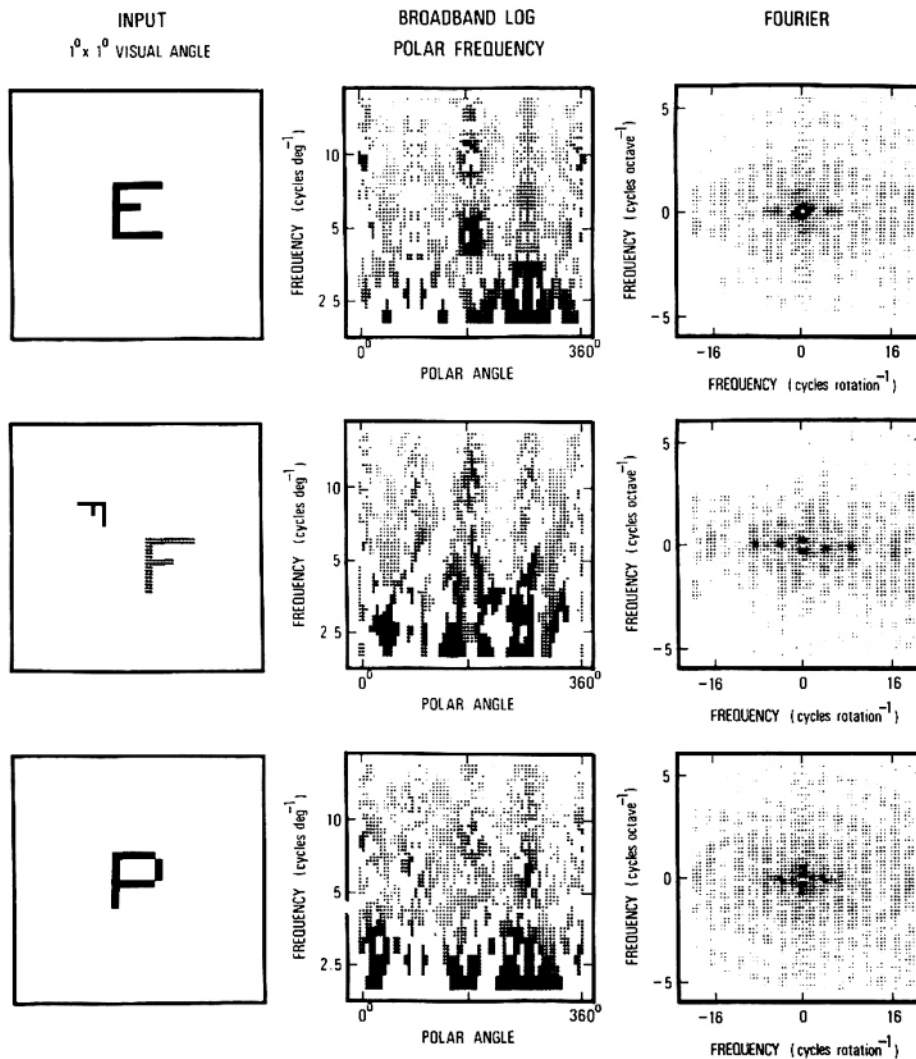 INPUT
1° x 1° VISUAL ANGLE
BROADBAND LOG
POLAR FREQUENCY
FOURIER
E
FREQUENCY (cycles deg⁻¹)
10
5
2 5
0°
360°
POLAR ANGLE
FREQUENCY (cycles octave⁻¹)
5
0
−5
−16
0
16
FREQUENCY (cycles rotation⁻¹)
F
F
FREQUENCY (cycles deg⁻¹)
10
5
2 5
0°
360°
POLAR ANGLE
FREQUENCY (cycles octave⁻¹)
5
0
−5
−16
0
16
FREQUENCY (cycles rotation⁻¹)
P
FREQUENCY (cycles deg⁻¹)
10
5
2.5
0°
360°
POLAR ANGLE
FREQUENCY (cycles octave⁻¹)
5
0
−5
−16
0
16
FREQUENCY (cycles rotation⁻¹)